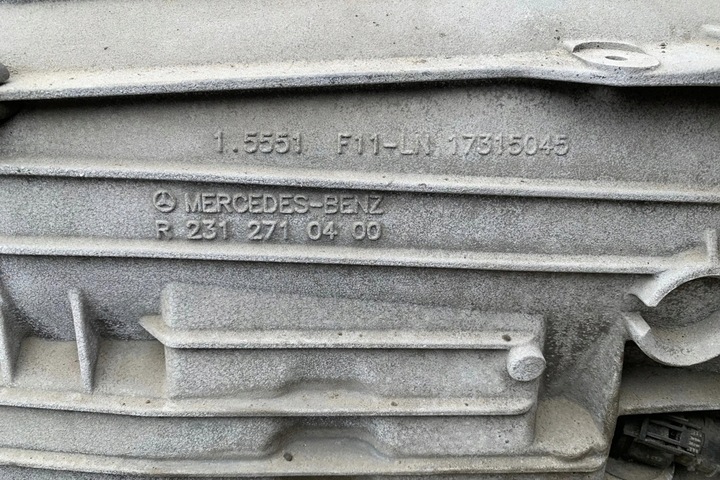 1.5551 F11-LN 17315045
MERCEDES-BENZ
R 231 271 04 00